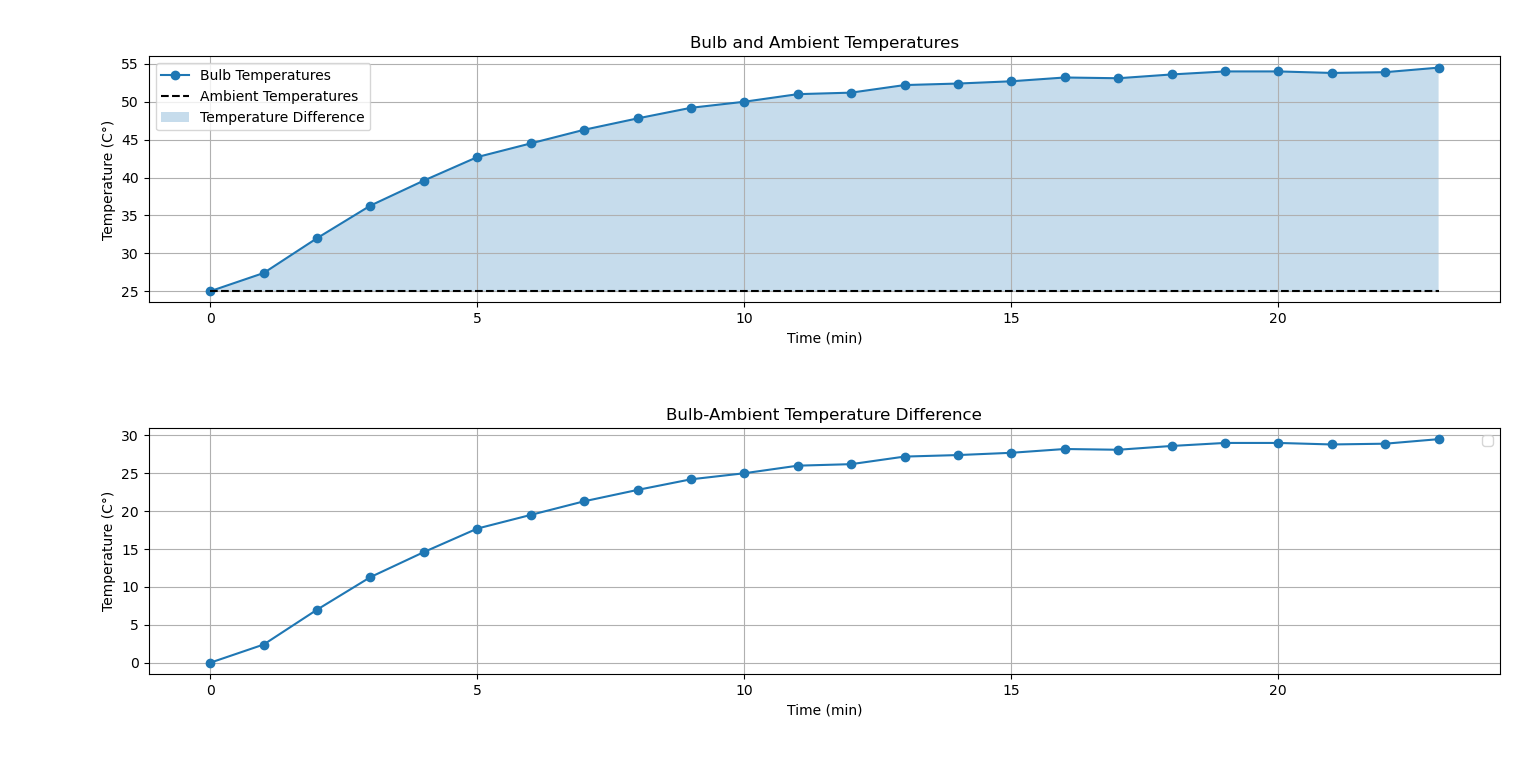 Bulb and Ambient Temperatures
Bulb Temperatures
Ambient Temperatures
Temperature Difference
Temperature (C°)
55
50
45
40
35
30
25
0 5 10 15 20
Time (min)
Bulb-Ambient Temperature Difference
Temperature (C°)
30
25
20
15
10
5
0
0 5 10 15 20
Time (min)